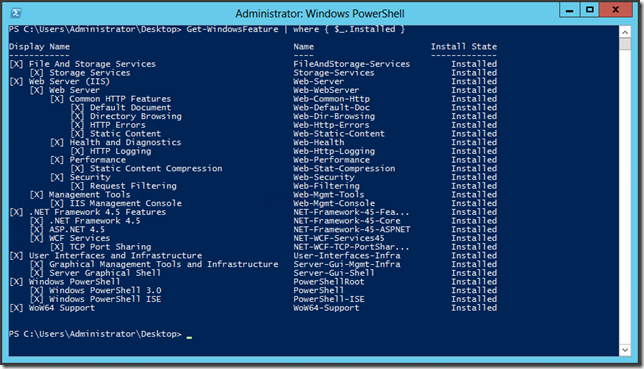 Administrator: Windows PowerShell
PS C:\Users\Administrator\Desktop> Get-WindowsFeature | where { $_.Installed }
Display Name Name Install State
------------ ---- -------------
[X] File And Storage Services FileAndStorage-Services Installed
[X] Storage Services Storage-Services Installed
[X] Web Server (IIS) Web-Server Installed
[X] Web Server Web-WebServer Installed
[X] Common HTTP Features Web-Common-Http Installed
[X] Default Document Web-Default-Doc Installed
[X] Directory Browsing Web-Dir-Browsing Installed
[X] HTTP Errors Web-Http-Errors Installed
[X] Static Content Web-Static-Content Installed
[X] Health and Diagnostics Web-Health Installed
[X] HTTP Logging Web-Http-Logging Installed
[X] Performance Web-Performance Installed
[X] Static Content Compression Web-Stat-Compression Installed
[X] Security Web-Security Installed
[X] Request Filtering Web-Filtering Installed
[X] Management Tools Web-Mgmt-Tools Installed
[X] IIS Management Console Web-Mgmt-Console Installed
[X] .NET Framework 4.5 Features NET-Framework-45-Fea... Installed
[X] .NET Framework 4.5 NET-Framework-45-Core Installed
[X] ASP.NET 4.5 NET-Framework-45-ASPNET Installed
[X] WCF Services NET-WCF-Services45 Installed
[X] TCP Port Sharing NET-WCF-TCP-PortShar... Installed
[X] User Interfaces and Infrastructure User-Interfaces-Infra Installed
[X] Graphical Management Tools and Infrastructure Server-Gui-Mgmt-Infra Installed
[X] Server Graphical Shell Server-Gui-Shell Installed
[X] Windows PowerShell PowerShellRoot Installed
[X] Windows PowerShell 3.0 PowerShell Installed
[X] Windows PowerShell ISE PowerShell-ISE Installed
[X] WoW64 Support WoW64-Support Installed
PS C:\Users\Administrator\Desktop> _